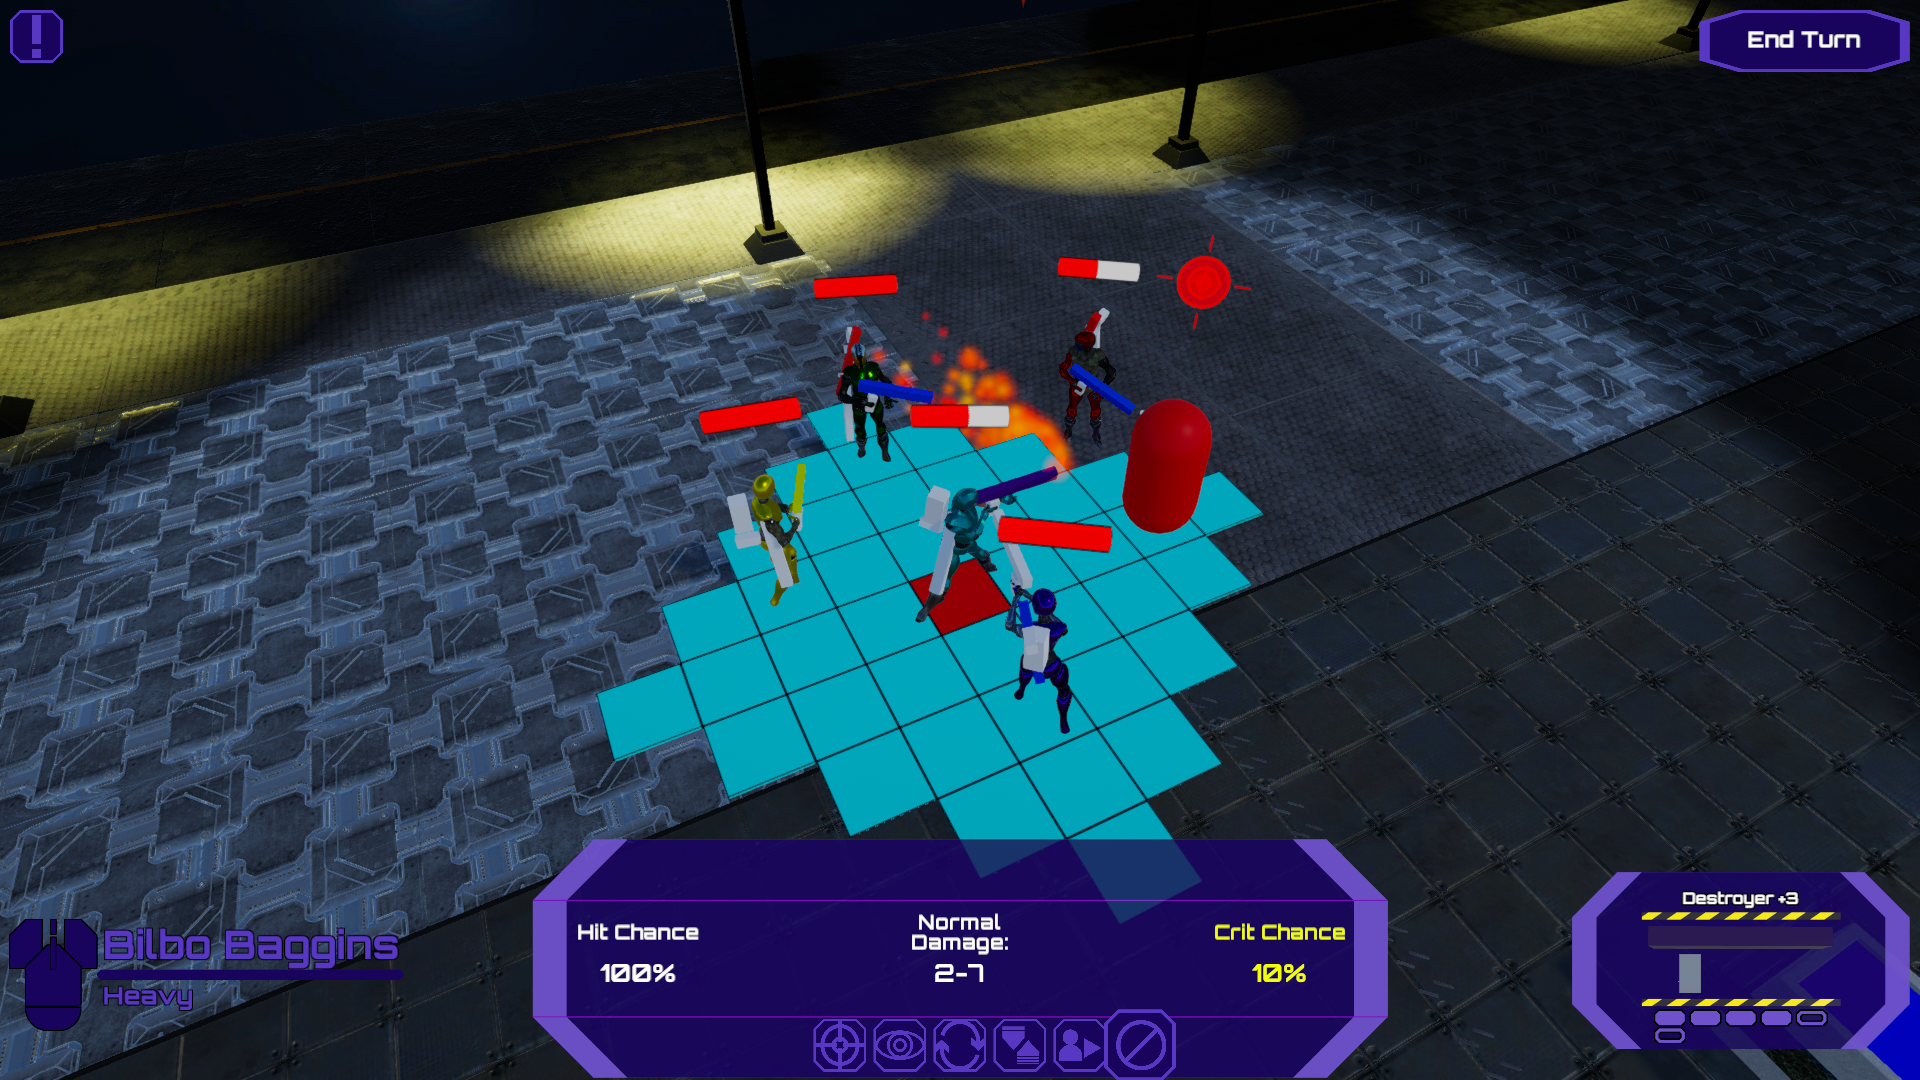 End Turn
Destroyer +3
Hit Chance
100%
Normal
Damage:
2-7
Crit Chance
10%
Bilbo Baggins
Heavy